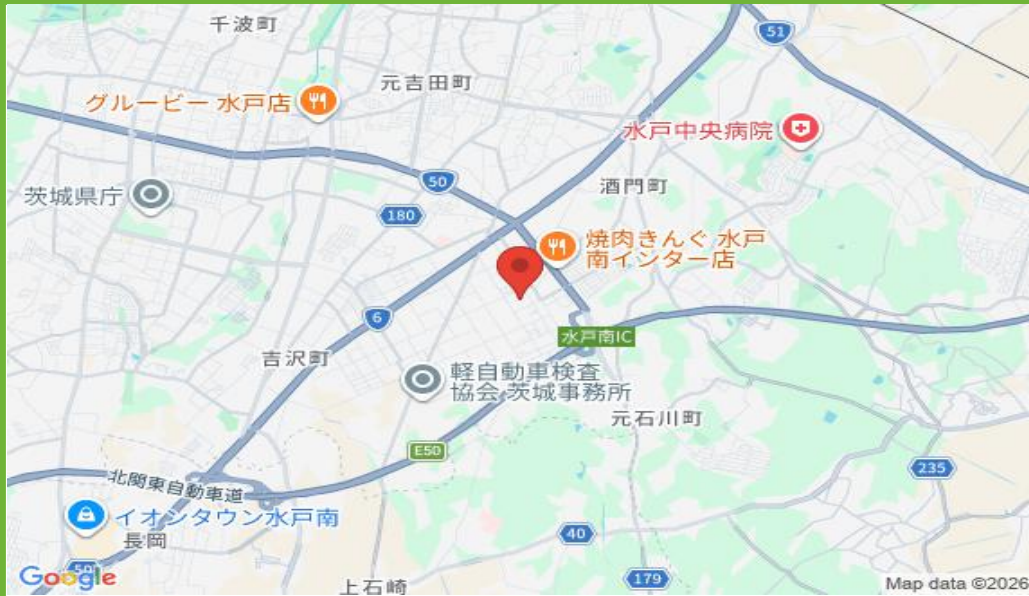 千波町
51
元吉田町
グルービー 水戸店
水戸中央病院
50
酒門町
茨城県庁
180
焼肉きんぐ 水戸
南インター店
6
水戸南IC
吉沢町
軽自動車検査
協会 茨城事務所
元石川町
E50
235
北関東自動車道
イオンタウン水戸南
長岡
40
50
Google
上石崎
179
Map data ©2026